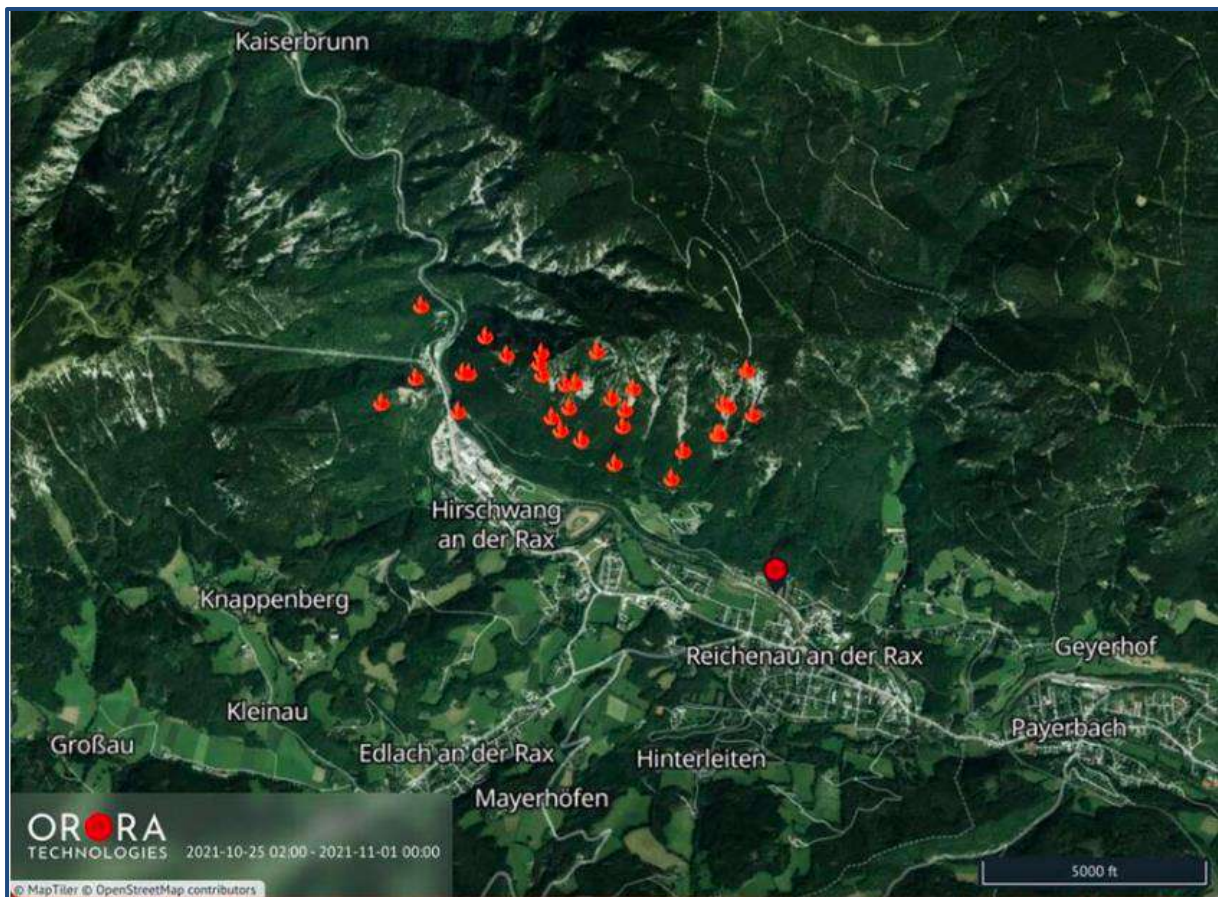 Kaiserbrunn
Hirschwang
an der Rax
Knappenberg
Reichenau an der Rax
Geyerhof
Kleinau
Großau
Edlach an der Rax
Hinterleiten
Payerbach
Mayerhöfen
ORORA
TECHNOLOGIES
2021-10-25 02:00 - 2021-11-01 00:00
5000 ft
© MapTiler © OpenStreetMap contributors